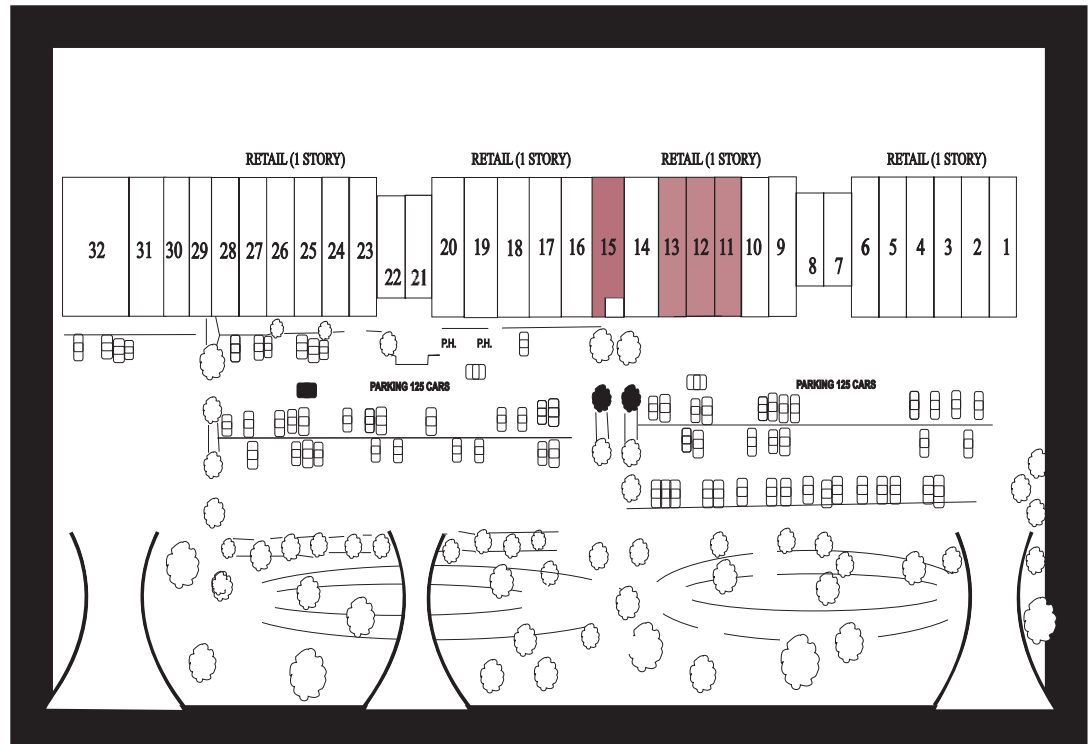 RETAIL (1 STORY) RETAIL (1 STORY) RETAIL (1 STORY) RETAIL (1 STORY)
32 31 30 29 28 27 26 25 24 23 22 21 20 19 18 17 16 15 14 13 12 11 10 9 8 7 6 5 4 3 2 1
P.H. P.H.
PARKING 125 CARS PARKING 125 CARS